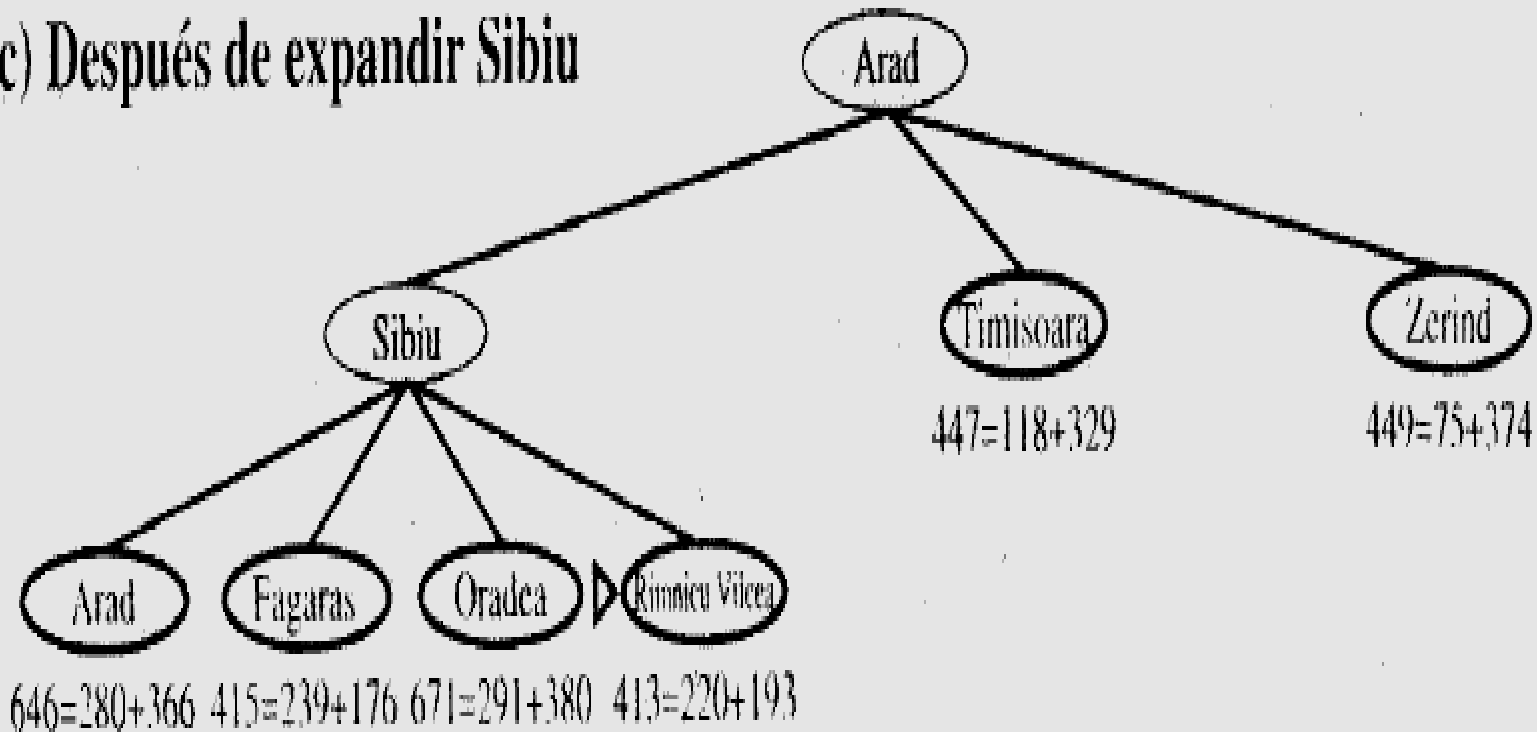 c) Después de expandir Sibiu
Arad
Sibiu
Timisoara
Zerind
447=118+329
449=75+374
Arad
Fagaras
Oradea
Rimnicu Vilcea
646=280+366
415=239+176
671=291+380
413=220+193